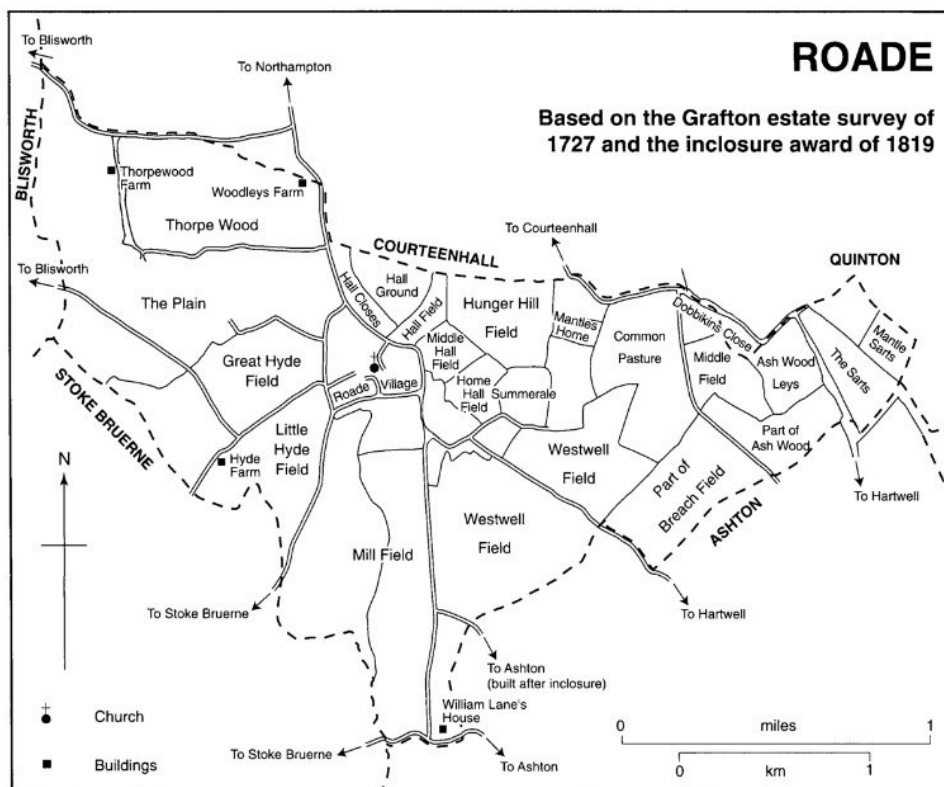 ROADE
Based on the Grafton estate survey of
1727 and the inclosure award of 1819
To Blisworth
To Northampton
BLISWORTH
Thorpewood
Farm
Woodleys Farm
Thorpe Wood
To Courteenhall
COURTEENHALL
QUINTON
To Blisworth
Hall Closes
Hall
Ground
Hall Field
Hunger Hill
Field
Mantles
Home
Common
Pasture
Dobbikins Close
Mantle
Sarts
The Sarts
The Plain
Great Hyde
Field
Middle
Hall
Field
Middle
Field
Ash Wood
Leys
Home
Hall
Field
Summerale
Roade
Village
STOKE BRUERNE
Little
Hyde
Field
Hyde
Farm
Part of
Ash Wood
Westwell
Field
Part of
Breach Field
ASHTON
To Hartwell
N
Westwell
Field
Mill Field
To Stoke Bruerne
To Hartwell
To Ashton
(built after inclosure)
William Lane's
House
Church
Buildings
To Stoke Bruerne
To Ashton
0 miles 1
0 km 1